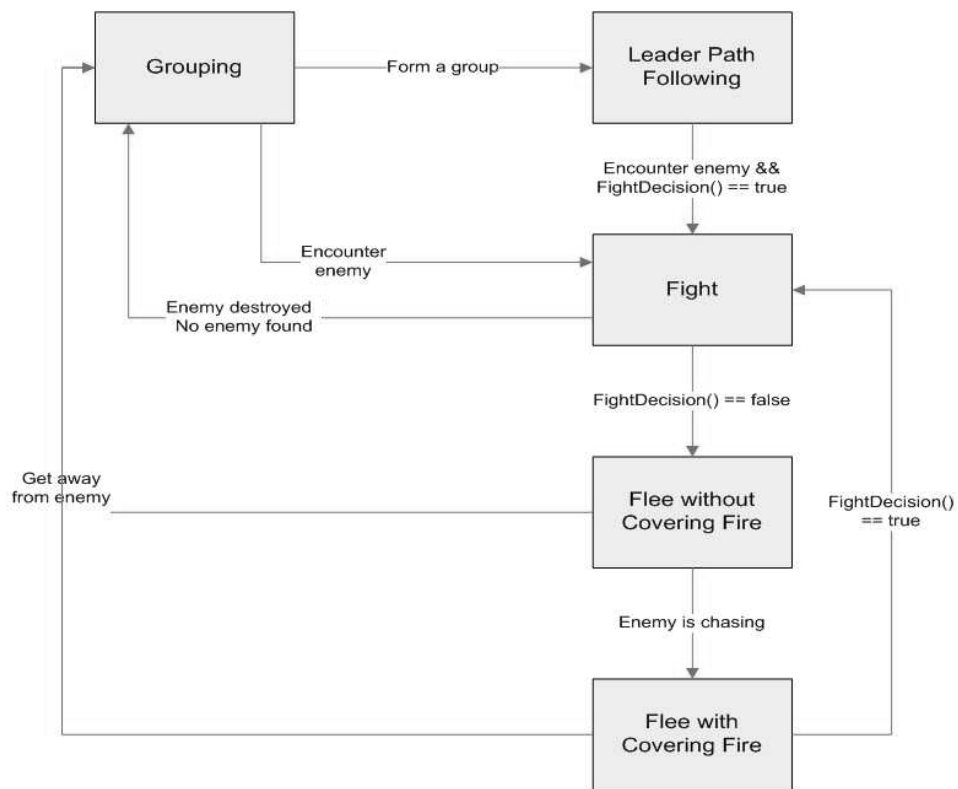 Grouping
Form a group
Leader Path
Following
Encounter enemy &&
FightDecision() == true
Encounter
enemy
Fight
Enemy destroyed
No enemy found
FightDecision() == false
Get away
from enemy
Flee without
Covering Fire
FightDecision()
== true
Enemy is chasing
Flee with
Covering Fire